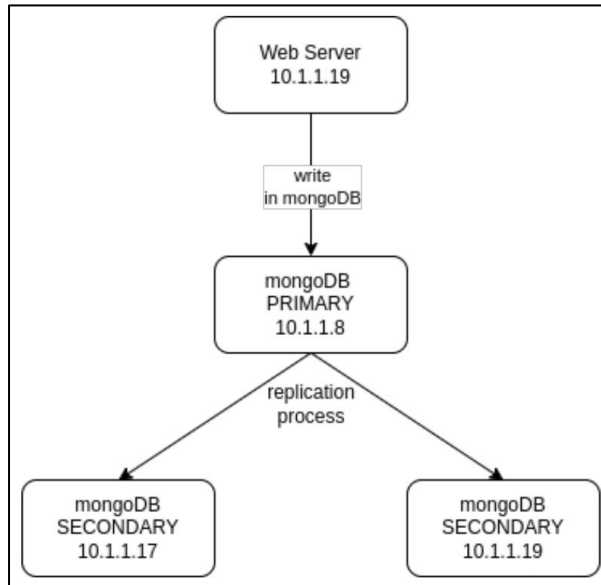 Web Server
10.1.1.19
write
in mongoDB
mongoDB
PRIMARY
10.1.1.8
replication
process
mongoDB
SECONDARY
10.1.1.17
mongoDB
SECONDARY
10.1.1.19